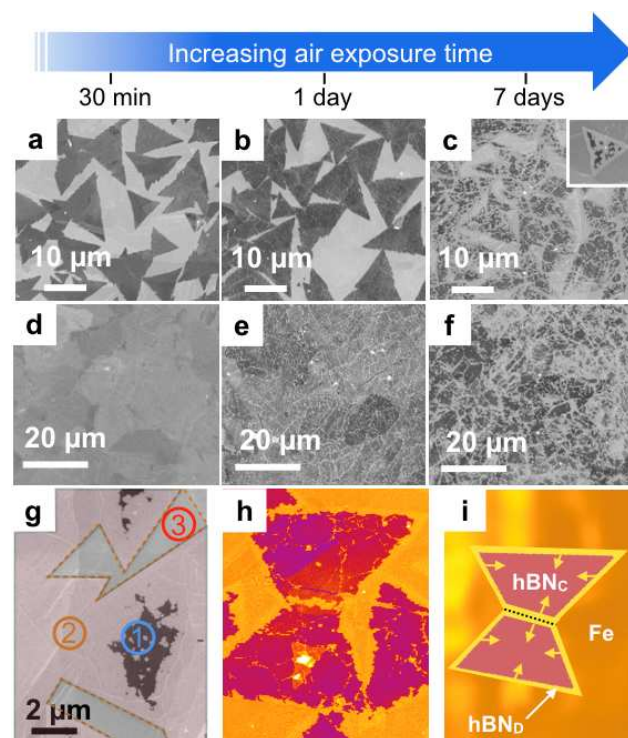 Increasing air exposure time
30 min 1 day 7 days
a b c
10 µm 10 µm 10 µm
d e f
20 µm 20 µm 20 µm
g h i
3
2 1
2 µm
hBNC
Fe
hBND